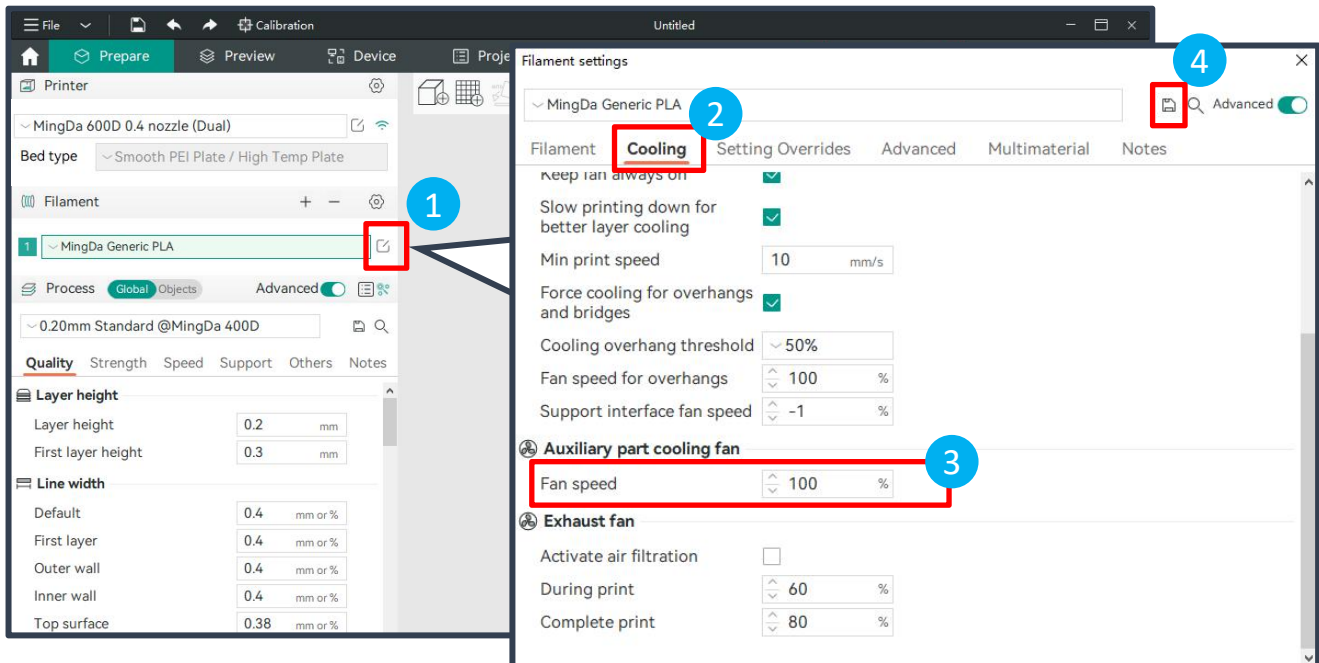 File
Calibration
Untitled
Prepare
Preview
Device
Proje
Printer
MingDa 600D 0.4 nozzle (Dual)
Bed type
Smooth PEI Plate / High Temp Plate
Filament
+ −
1
1 MingDa Generic PLA
Process Global Objects Advanced
0.20mm Standard @MingDa 400D
Quality Strength Speed Support Others Notes
Layer height
Layer height 0.2 mm
First layer height 0.3 mm
Line width
Default 0.4 mm or %
First layer 0.4 mm or %
Outer wall 0.4 mm or %
Inner wall 0.4 mm or %
Top surface 0.38 mm or %
Filament settings
4
MingDa Generic PLA
Advanced
2
Filament Cooling Setting Overrides Advanced Multimaterial Notes
Keep fan always on
Slow printing down for
better layer cooling
Min print speed 10 mm/s
Force cooling for overhangs
and bridges
Cooling overhang threshold 50%
Fan speed for overhangs 100 %
Support interface fan speed -1 %
Auxiliary part cooling fan
3
Fan speed 100 %
Exhaust fan
Activate air filtration
During print 60 %
Complete print 80 %